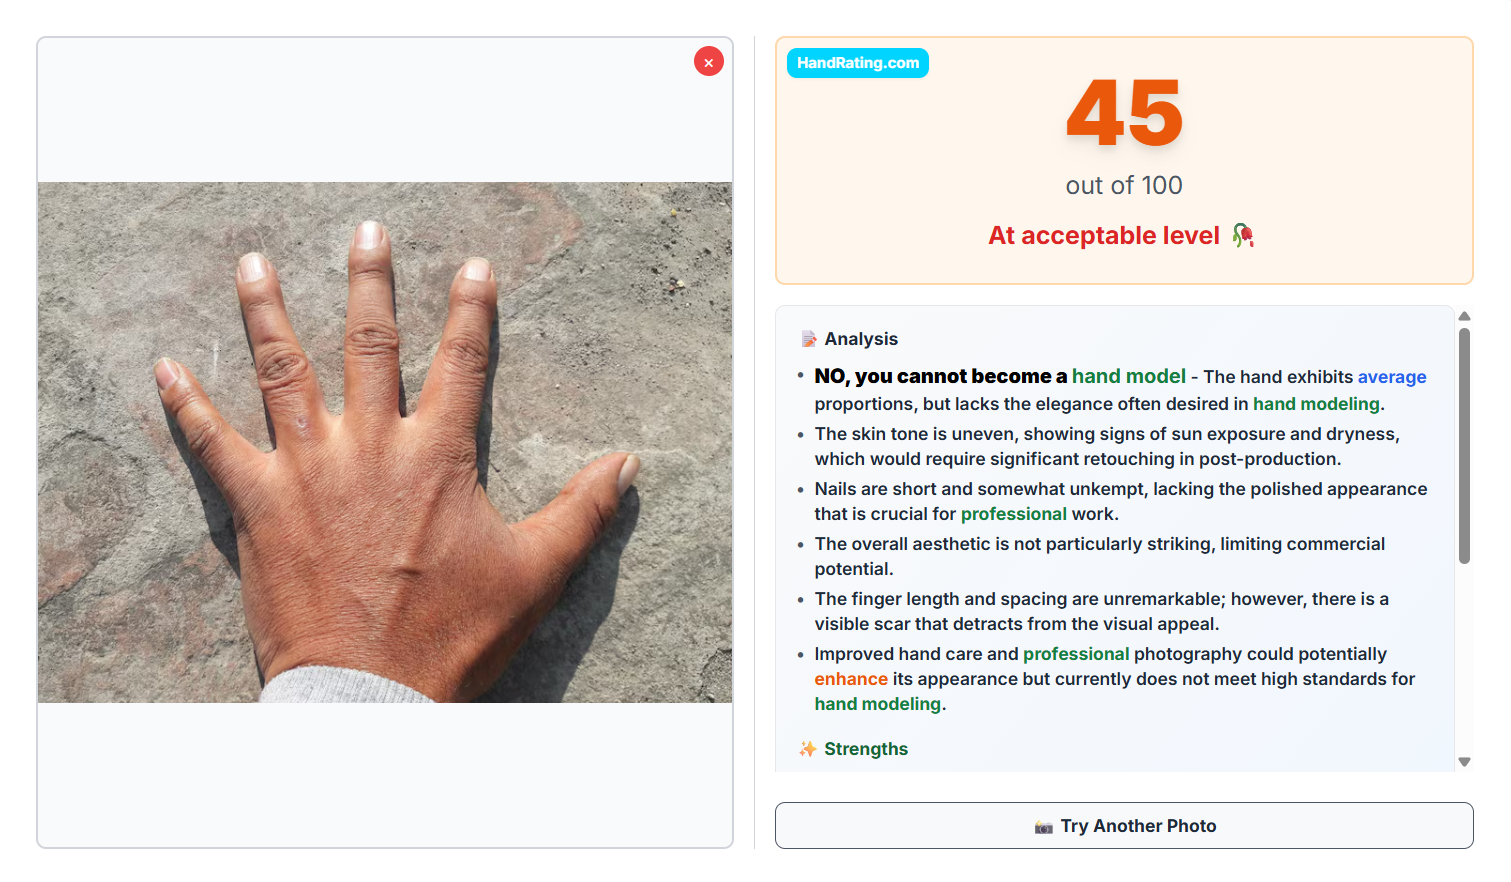 ×
HandRating.com
45
out of 100
At acceptable level
Analysis
NO, you cannot become a hand model - The hand exhibits average
proportions, but lacks the elegance often desired in hand modeling.
The skin tone is uneven, showing signs of sun exposure and dryness,
which would require significant retouching in post-production.
Nails are short and somewhat unkempt, lacking the polished appearance
that is crucial for professional work.
The overall aesthetic is not particularly striking, limiting commercial
potential.
The finger length and spacing are unremarkable; however, there is a
visible scar that detracts from the visual appeal.
Improved hand care and professional photography could potentially
enhance its appearance but currently does not meet high standards for
hand modeling.
Strengths
Try Another Photo